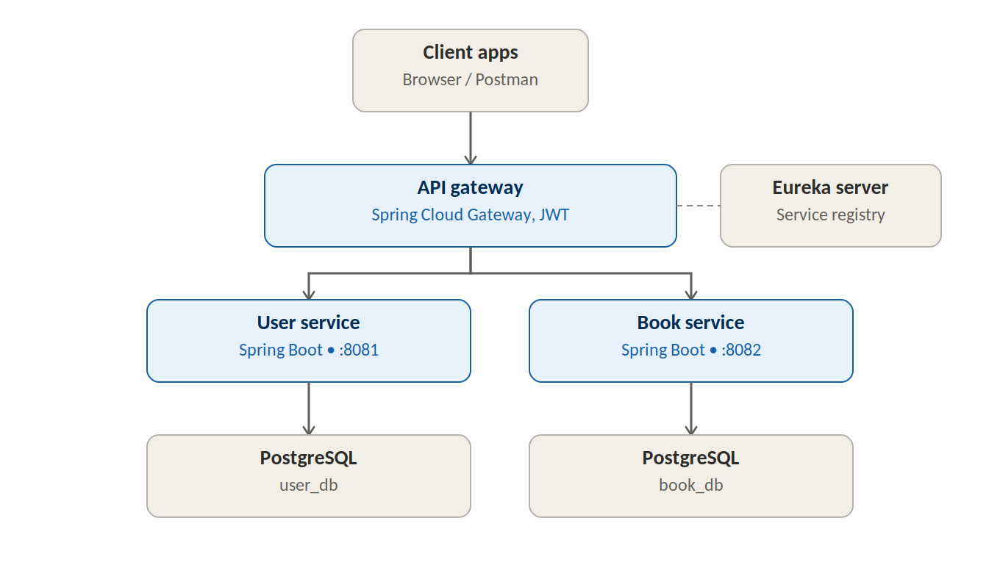 Client apps
Browser / Postman
API gateway
Spring Cloud Gateway, JWT
Eureka server
Service registry
User service
Spring Boot • :8081
Book service
Spring Boot • :8082
PostgreSQL
user_db
PostgreSQL
book_db